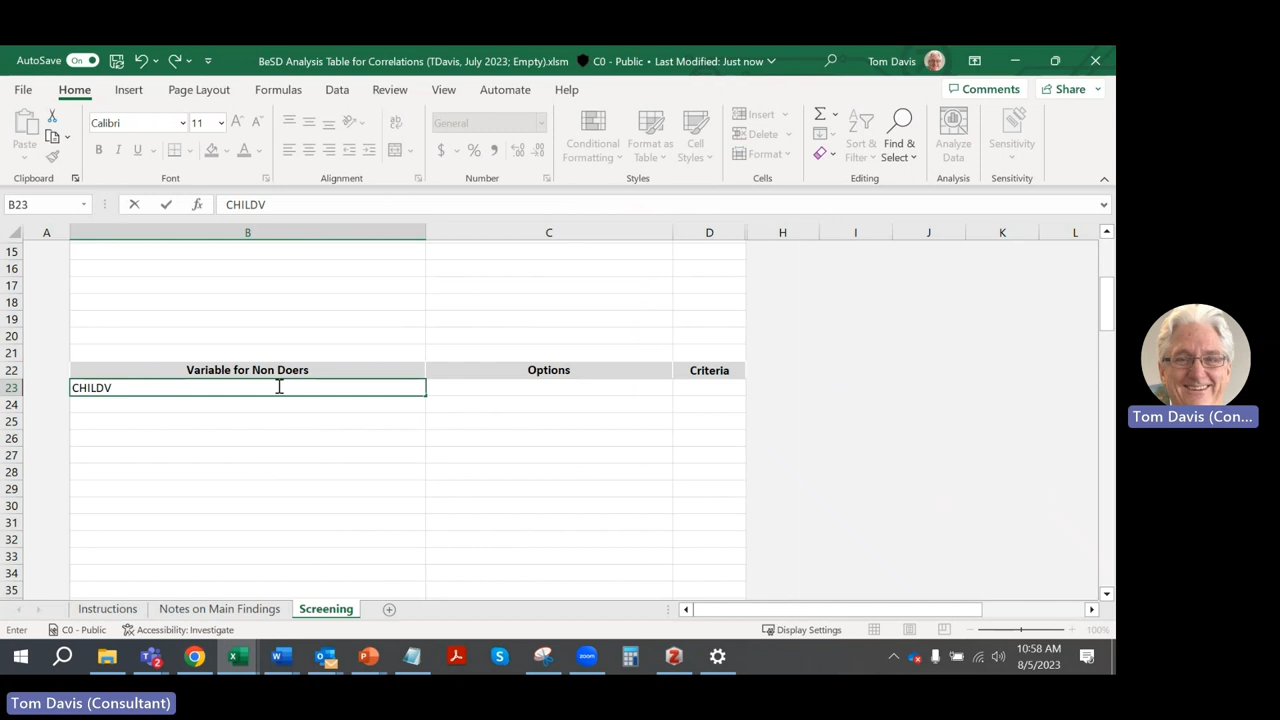 AutoSave On BeSD Analysis Table for Correlations (TDavis, July 2023; Empty).xlsm C0 - Public • Last Modified: Just now Tom Davis
File Home Insert Page Layout Formulas Data Review View Automate Help Comments Share
Paste Calibri 11 General Conditional Formatting Format as Table Cell Styles Insert Delete Format Sort & Filter Find & Select Analyze Data Sensitivity
Clipboard Font Alignment Number Styles Cells Editing Analysis Sensitivity
B23 fx CHILDV
A B C D H I J K L
15
16
17
18
19
20
21
22 Variable for Non Doers Options Criteria
23 CHILDV
24
25
26
27
28
29
30
31
32
33
34
35
Tom Davis (Con...
Instructions Notes on Main Findings Screening
Enter C0 - Public Accessibility: Investigate Display Settings 100%
10:58 AM
8/5/2023
Tom Davis (Consultant)